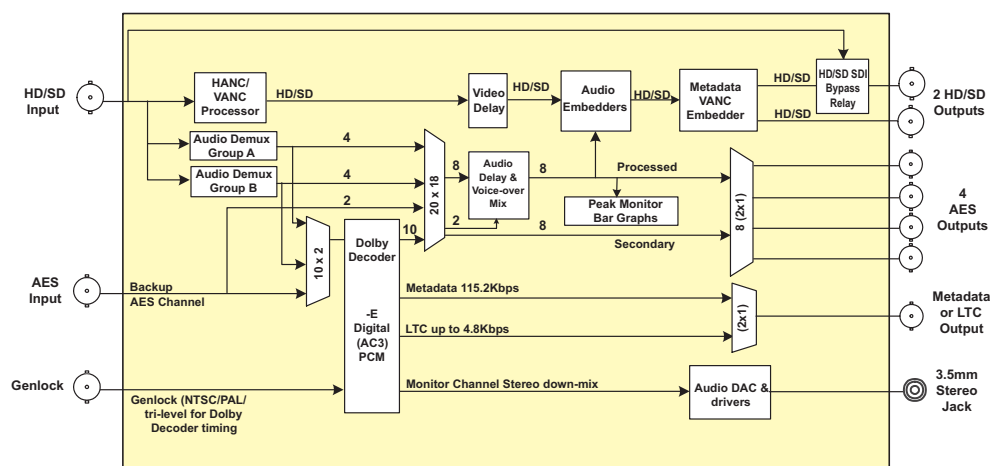 HD/SD
Input
HANC/
VANC
Processor
HD/SD
Video
Delay
HD/SD
Audio
Embedders
HD/SD
Metadata
VANC
Embedder
HD/SD
HD/SD
HD/SD SDI
Bypass
Relay
2 HD/SD
Outputs
Audio Demux
Group A
4
Audio Demux
Group B
4
2
10
20 x 18
8
2
Audio
Delay &
Voice-over
Mix
8
Processed
Peak Monitor
Bar Graphs
8
Secondary
8 (2x1)
4
AES
Outputs
10 x 2
Dolby
Decoder
-E
Digital
(AC3)
PCM
AES
Input
Backup
AES Channel
Metadata 115.2Kbps
LTC up to 4.8Kbps
(2x1)
Metadata
or LTC
Output
Genlock
Genlock (NTSC/PAL/
tri-level for Dolby
Decoder timing
Monitor Channel Stereo down-mix
Audio DAC &
drivers
3.5mm
Stereo
Jack